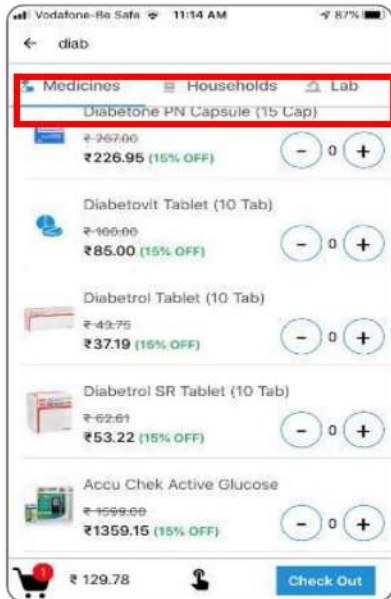 Vodafone-Be Safe 11:14 AM 87%
← diab
Medicines Households Lab
Diabetone PN Capsule (15 Cap)
₹ 267.00
₹226.95 (15% OFF)
- 0 +
Diabetovit Tablet (10 Tab)
₹ 100.00
₹85.00 (15% OFF)
- 0 +
Diabetrol Tablet (10 Tab)
₹ 43.75
₹37.19 (15% OFF)
- 0 +
Diabetrol SR Tablet (10 Tab)
₹ 62.61
₹53.22 (15% OFF)
- 0 +
Accu Chek Active Glucose
₹ 1599.00
₹1359.15 (15% OFF)
- 0 +
1
₹ 129.78
Check Out